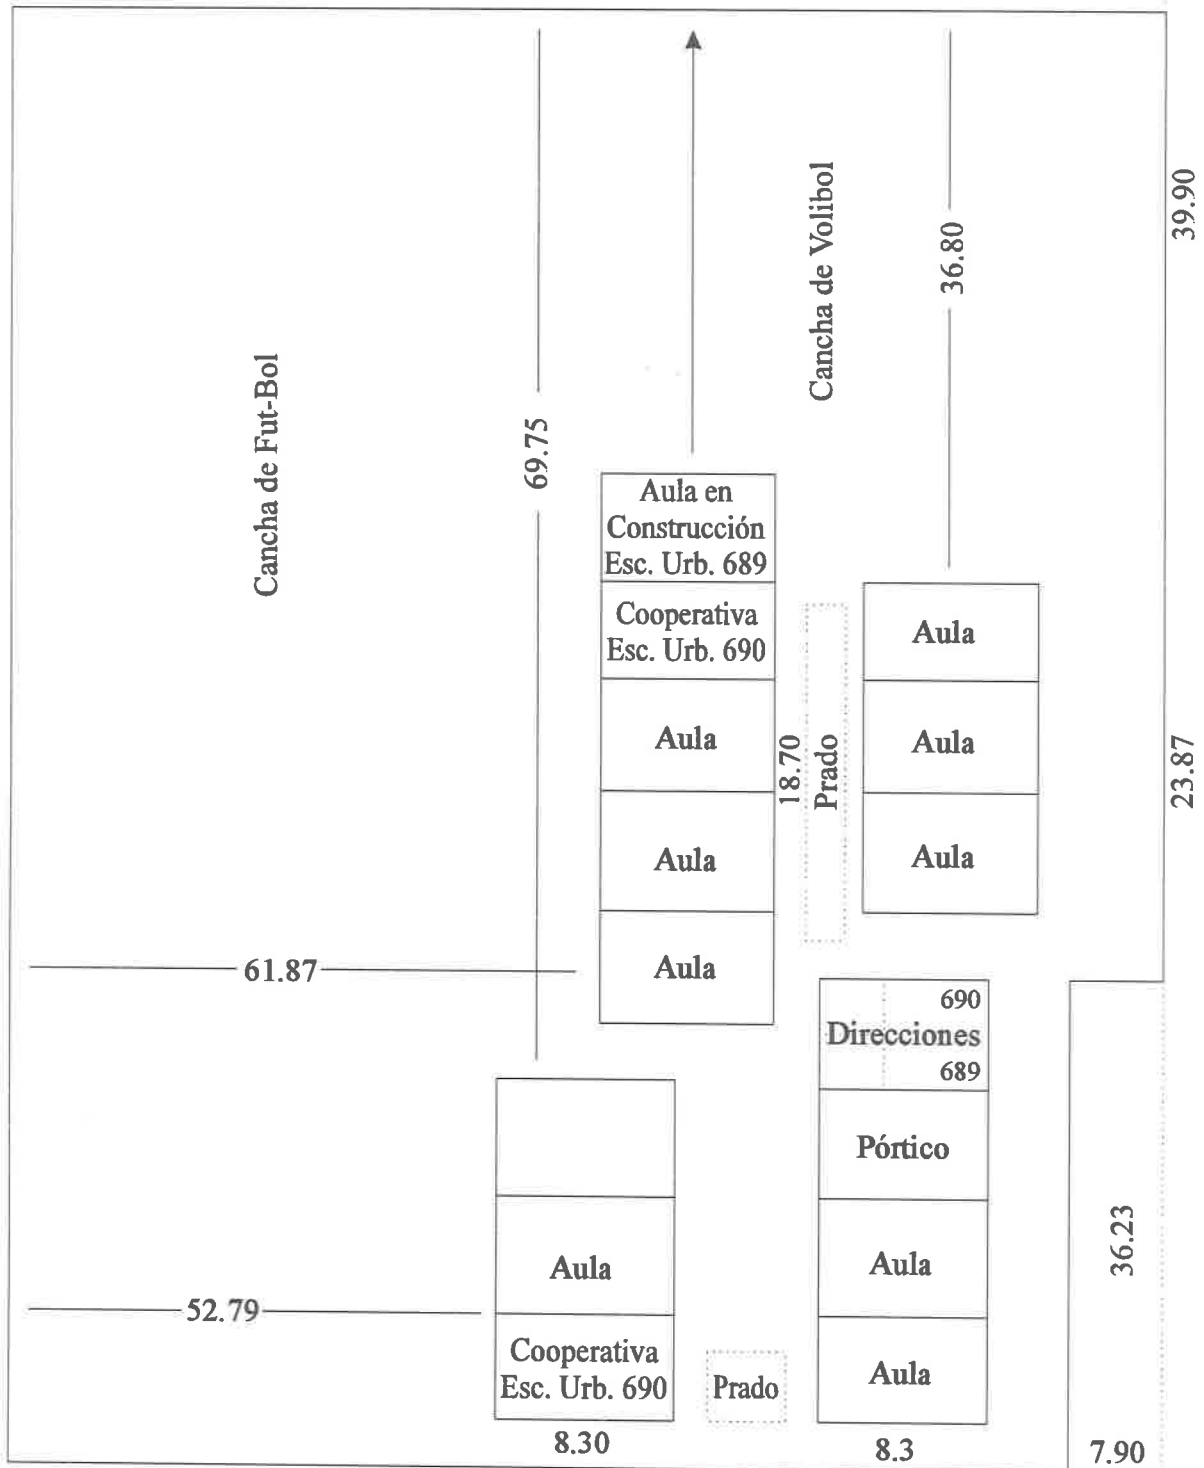 39.90
Cancha de Volibol
36.80
Cancha de Fut-Bol
69.75
Aula en
Construcción
Esc. Urb. 689
Cooperativa
Esc. Urb. 690
Aula
Aula
Aula
18.70
Prado
Aula
Aula
Aula
23.87
61.87
690
Direcciones
689
Pórtico
Aula
Aula
36.23
Aula
52.79
Cooperativa
Esc. Urb. 690
Prado
8.30
8.3
7.90